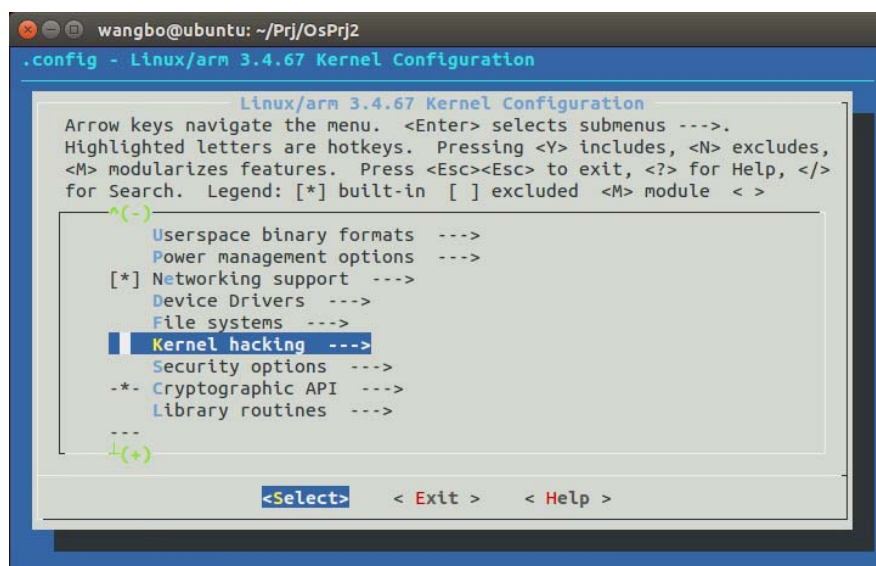 wangbo@ubuntu: ~/Prj/OsPrj2
.config - Linux/arm 3.4.67 Kernel Configuration
Linux/arm 3.4.67 Kernel Configuration
Arrow keys navigate the menu.  <Enter> selects submenus --->.
Highlighted letters are hotkeys.  Pressing <Y> includes, <N> excludes,
<M> modularizes features.  Press <Esc><Esc> to exit, <?> for Help, </>
for Search.  Legend: [*] built-in  [ ] excluded  <M> module  < >
^(-)
Userspace binary formats  --->
Power management options  --->
[*] Networking support  --->
Device Drivers  --->
File systems  --->
Kernel hacking  --->
Security options  --->
-*- Cryptographic API  --->
Library routines  --->
---
┴(+)
<Select>    < Exit >    < Help >